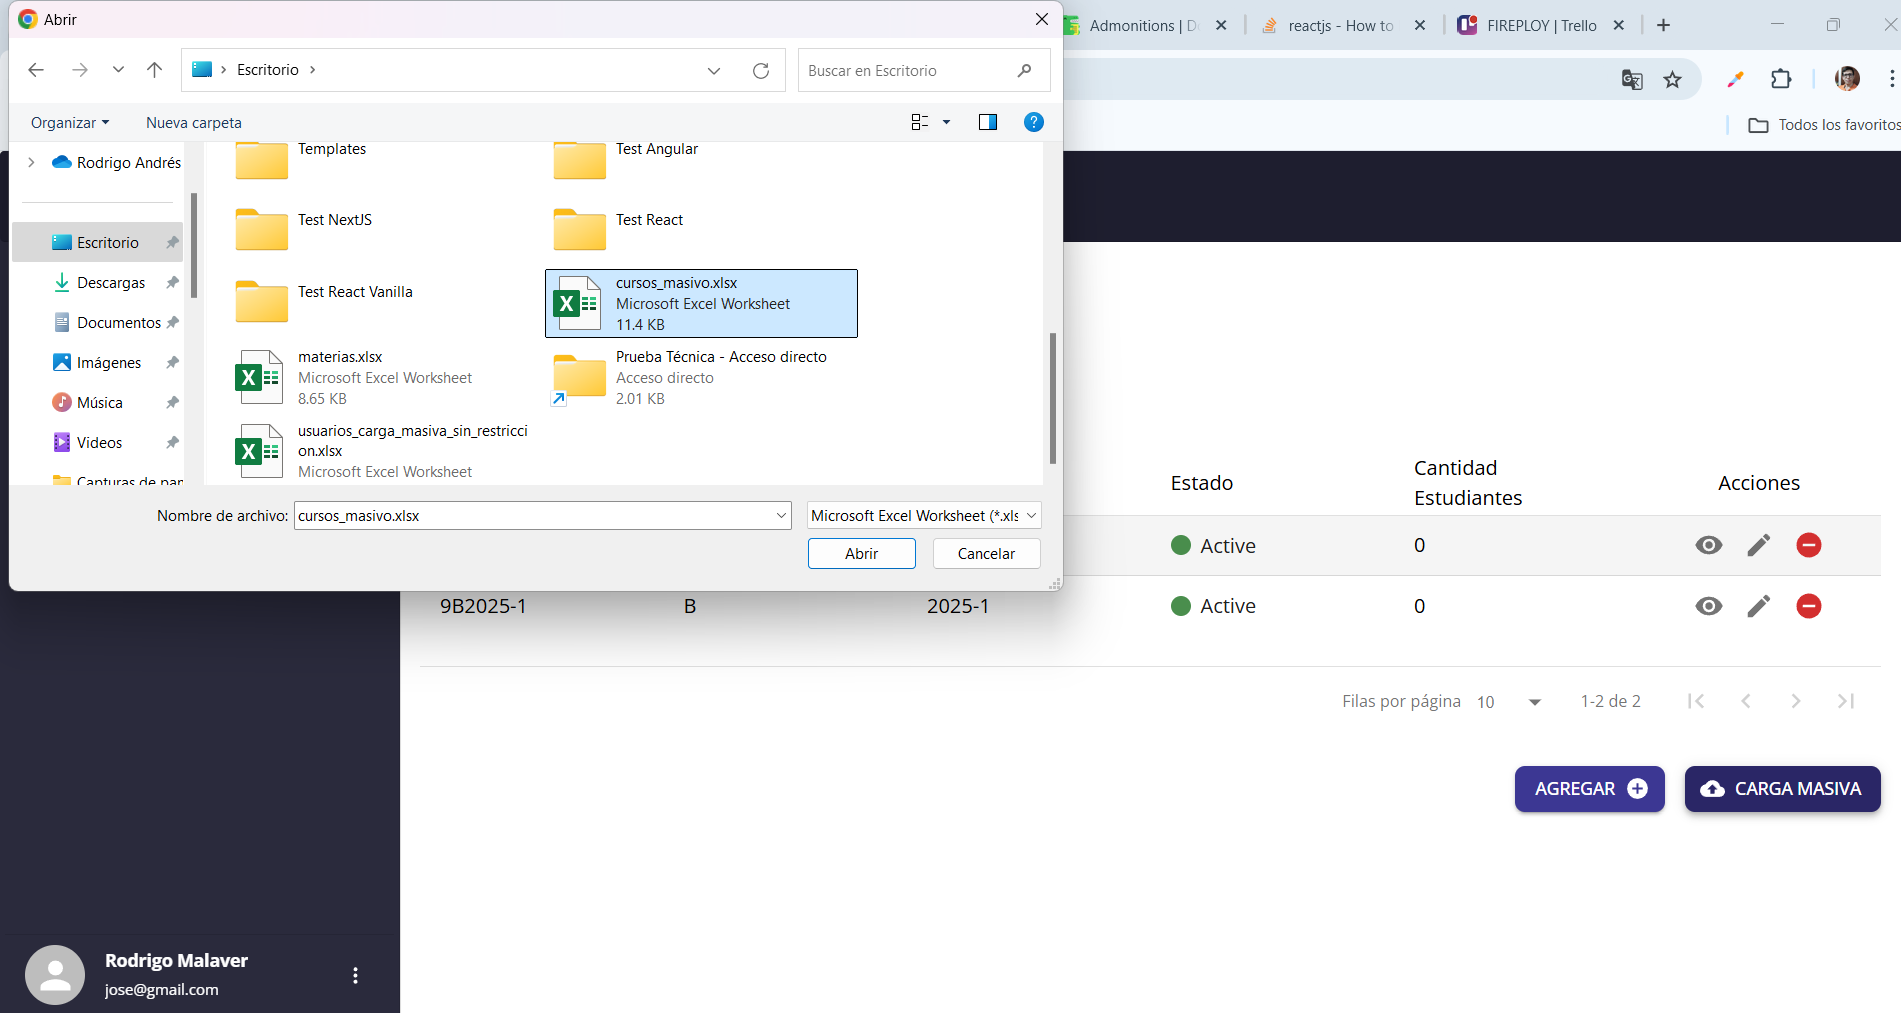 Abrir
Admonitions | D
reactjs - How to
FIREPLOY | Trello
Escritorio
Buscar en Escritorio
Todos los favoritos
Organizar
Nueva carpeta
Rodrigo Andrés
Escritorio
Descargas
Documentos
Imágenes
Música
Videos
Capturas de pan
Templates
Test Angular
Test NextJS
Test React
Test React Vanilla
cursos_masivo.xlsx
Microsoft Excel Worksheet
11.4 KB
materias.xlsx
Microsoft Excel Worksheet
8.65 KB
Prueba Técnica - Acceso directo
Acceso directo
2.01 KB
usuarios_carga_masiva_sin_restricci
on.xlsx
Microsoft Excel Worksheet
Nombre de archivo: cursos_masivo.xlsx
Microsoft Excel Worksheet (*.xls
Abrir
Cancelar
Estado
Cantidad
Estudiantes
Acciones
Active 0
9B2025-1 B 2025-1 Active 0
Filas por página 10 1-2 de 2
AGREGAR
CARGA MASIVA
Rodrigo Malaver
jose@gmail.com